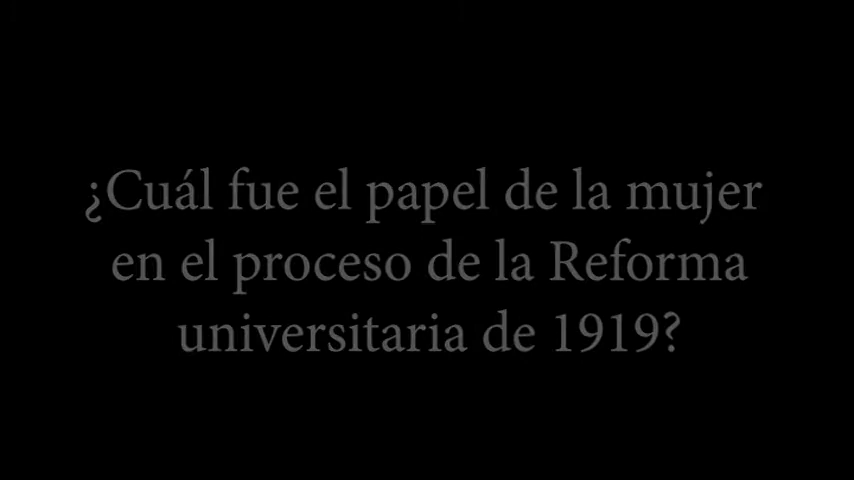 ¿Cuál fue el papel de la mujer
en el proceso de la Reforma
universitaria de 1919?